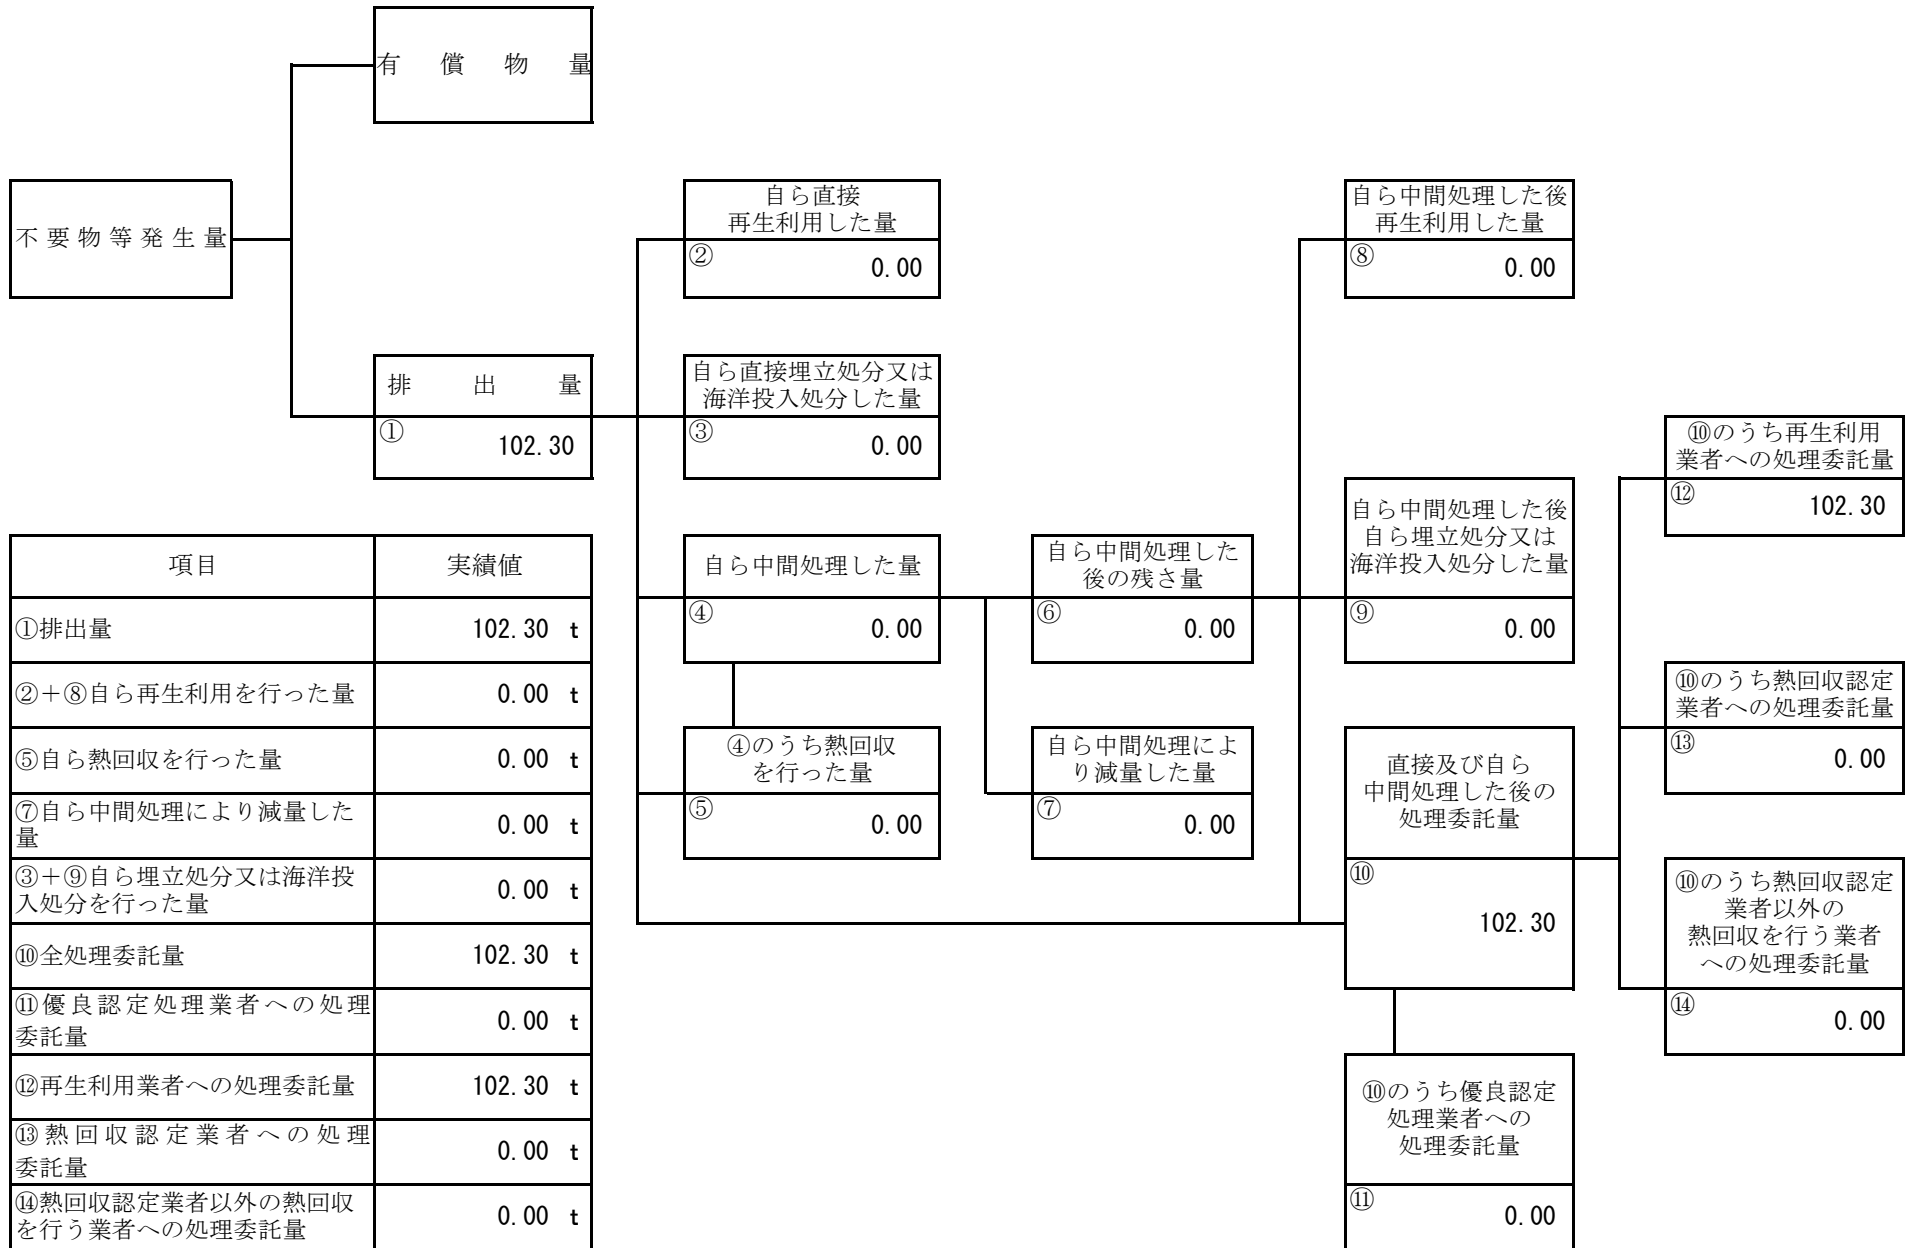 有償物量
不要物等発生量
自ら直接
再生利用した量
②
0.00
自ら中間処理した後
再生利用した量
⑧
0.00
排出量
①
102.30
自ら直接埋立処分又は
海洋投入処分した量
③
0.00
⑩のうち再生利用
業者への処理委託量
⑫
102.30
自ら中間処理した量
④
0.00
自ら中間処理した
後の残さ量
⑥
0.00
自ら中間処理した後
自ら埋立処分又は
海洋投入処分した量
⑨
0.00
④のうち熱回収
を行った量
⑤
0.00
自ら中間処理によ
り減量した量
⑦
0.00
直接及び自ら
中間処理した後の
処理委託量
⑩
102.30
⑩のうち熱回収認定
業者への処理委託量
⑬
0.00
⑩のうち熱回収認定
業者以外の
熱回収を行う業者
への処理委託量
⑭
0.00
⑩のうち優良認定
処理業者への
処理委託量
⑪
0.00
項目 実績値
①排出量 102.30 t
②＋⑧自ら再生利用を行った量 0.00 t
⑤自ら熱回収を行った量 0.00 t
⑦自ら中間処理により減量した
量 0.00 t
③＋⑨自ら埋立処分又は海洋投
入処分を行った量 0.00 t
⑩全処理委託量 102.30 t
⑪優良認定処理業者への処理
委託量 0.00 t
⑫再生利用業者への処理委託量 102.30 t
⑬熱回収認定業者への処理
委託量 0.00 t
⑭熱回収認定業者以外の熱回収
を行う業者への処理委託量 0.00 t